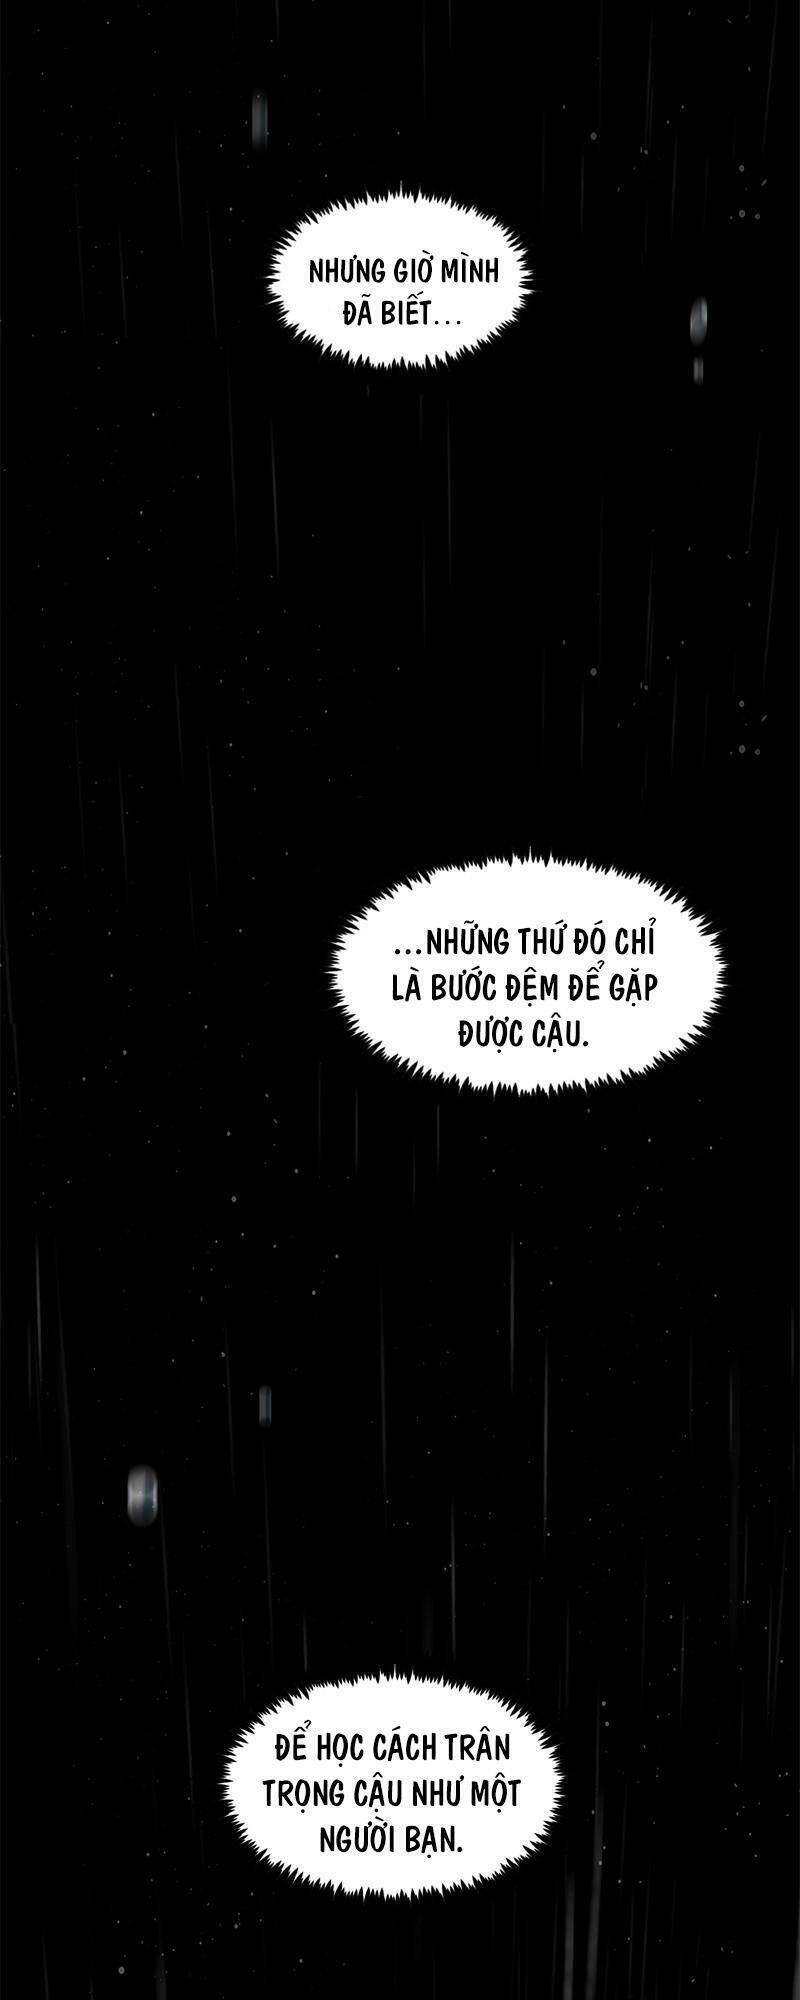 NHƯNG GIỜ MÌNH
ĐÃ BIẾT...
...NHỮNG THỨ ĐÓ CHỈ
LÀ BƯỚC ĐỆM ĐỂ GẶP
ĐƯỢC CẬU.
ĐỂ HỌC CÁCH TRÂN
TRỌNG CẬU NHƯ MỘT
NGƯỜI BẠN.